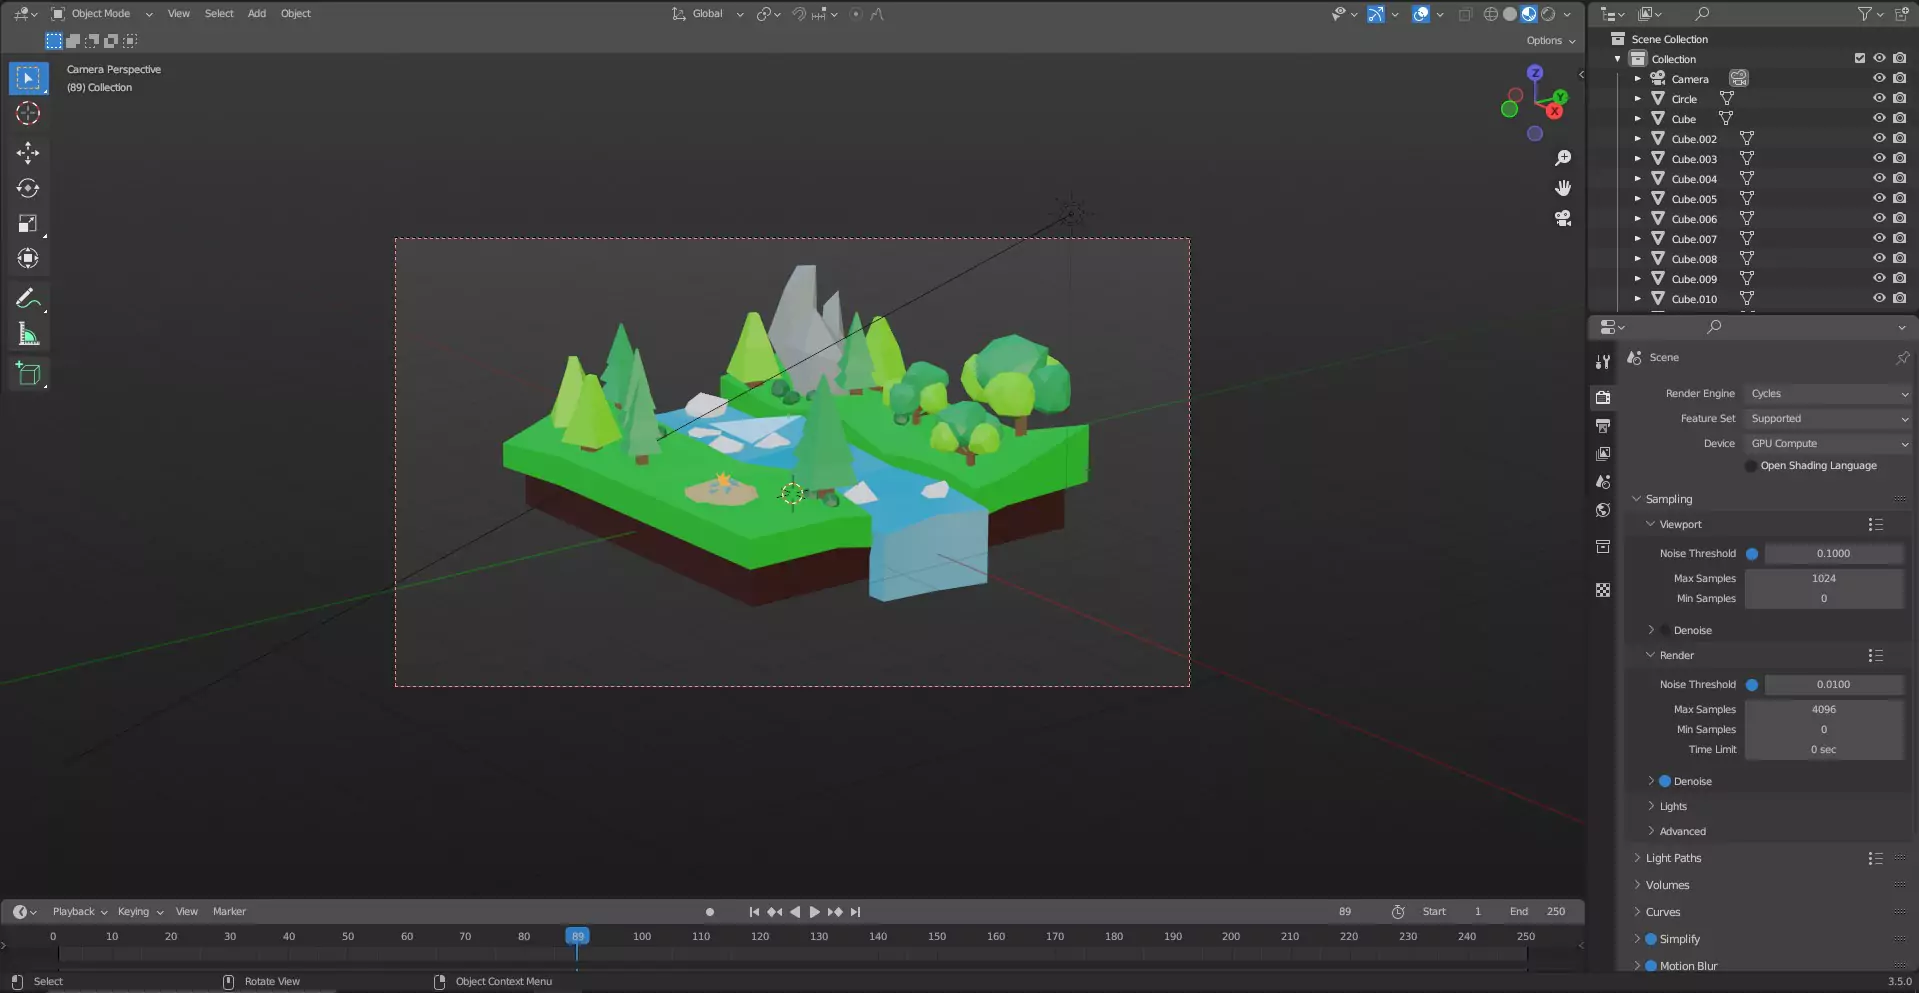 Object Mode View Select Add Object Global
Options
Camera Perspective
(89) Collection
Z
Y
X
Scene Collection
Collection
Camera
Circle
Cube
Cube.002
Cube.003
Cube.004
Cube.005
Cube.006
Cube.007
Cube.008
Cube.009
Cube.010
Scene
Render Engine Cycles
Feature Set Supported
Device GPU Compute
Open Shading Language
Sampling
Viewport
Noise Threshold 0.1000
Max Samples 1024
Min Samples 0
Denoise
Render
Noise Threshold 0.0100
Max Samples 4096
Min Samples 0
Time Limit 0 sec
Denoise
Lights
Advanced
Light Paths
Volumes
Curves
Simplify
Motion Blur
Playback Keying View Marker 89 Start 1 End 250
0 10 20 30 40 50 60 70 80 89 100 110 120 130 140 150 160 170 180 190 200 210 220 230 240 250
Select Rotate View Object Context Menu 3.5.0